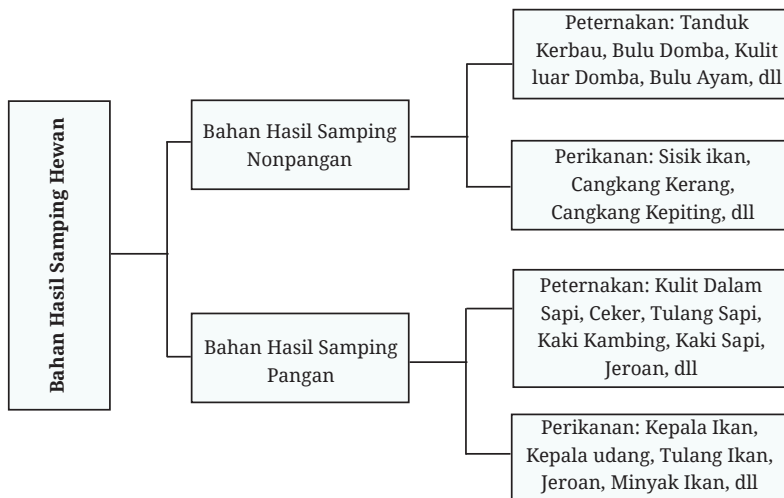 Bahan Hasil Samping Hewan
Bahan Hasil Samping
Nonpangan
Peternakan: Tanduk
Kerbau, Bulu Domba, Kulit
luar Domba, Bulu Ayam, dll
Perikanan: Sisik ikan,
Cangkang Kerang,
Cangkang Kepiting, dll
Bahan Hasil Samping
Pangan
Peternakan: Kulit Dalam
Sapi, Ceker, Tulang Sapi,
Kaki Kambing, Kaki Sapi,
Jeroan, dll
Perikanan: Kepala Ikan,
Kepala udang, Tulang Ikan,
Jeroan, Minyak Ikan, dll